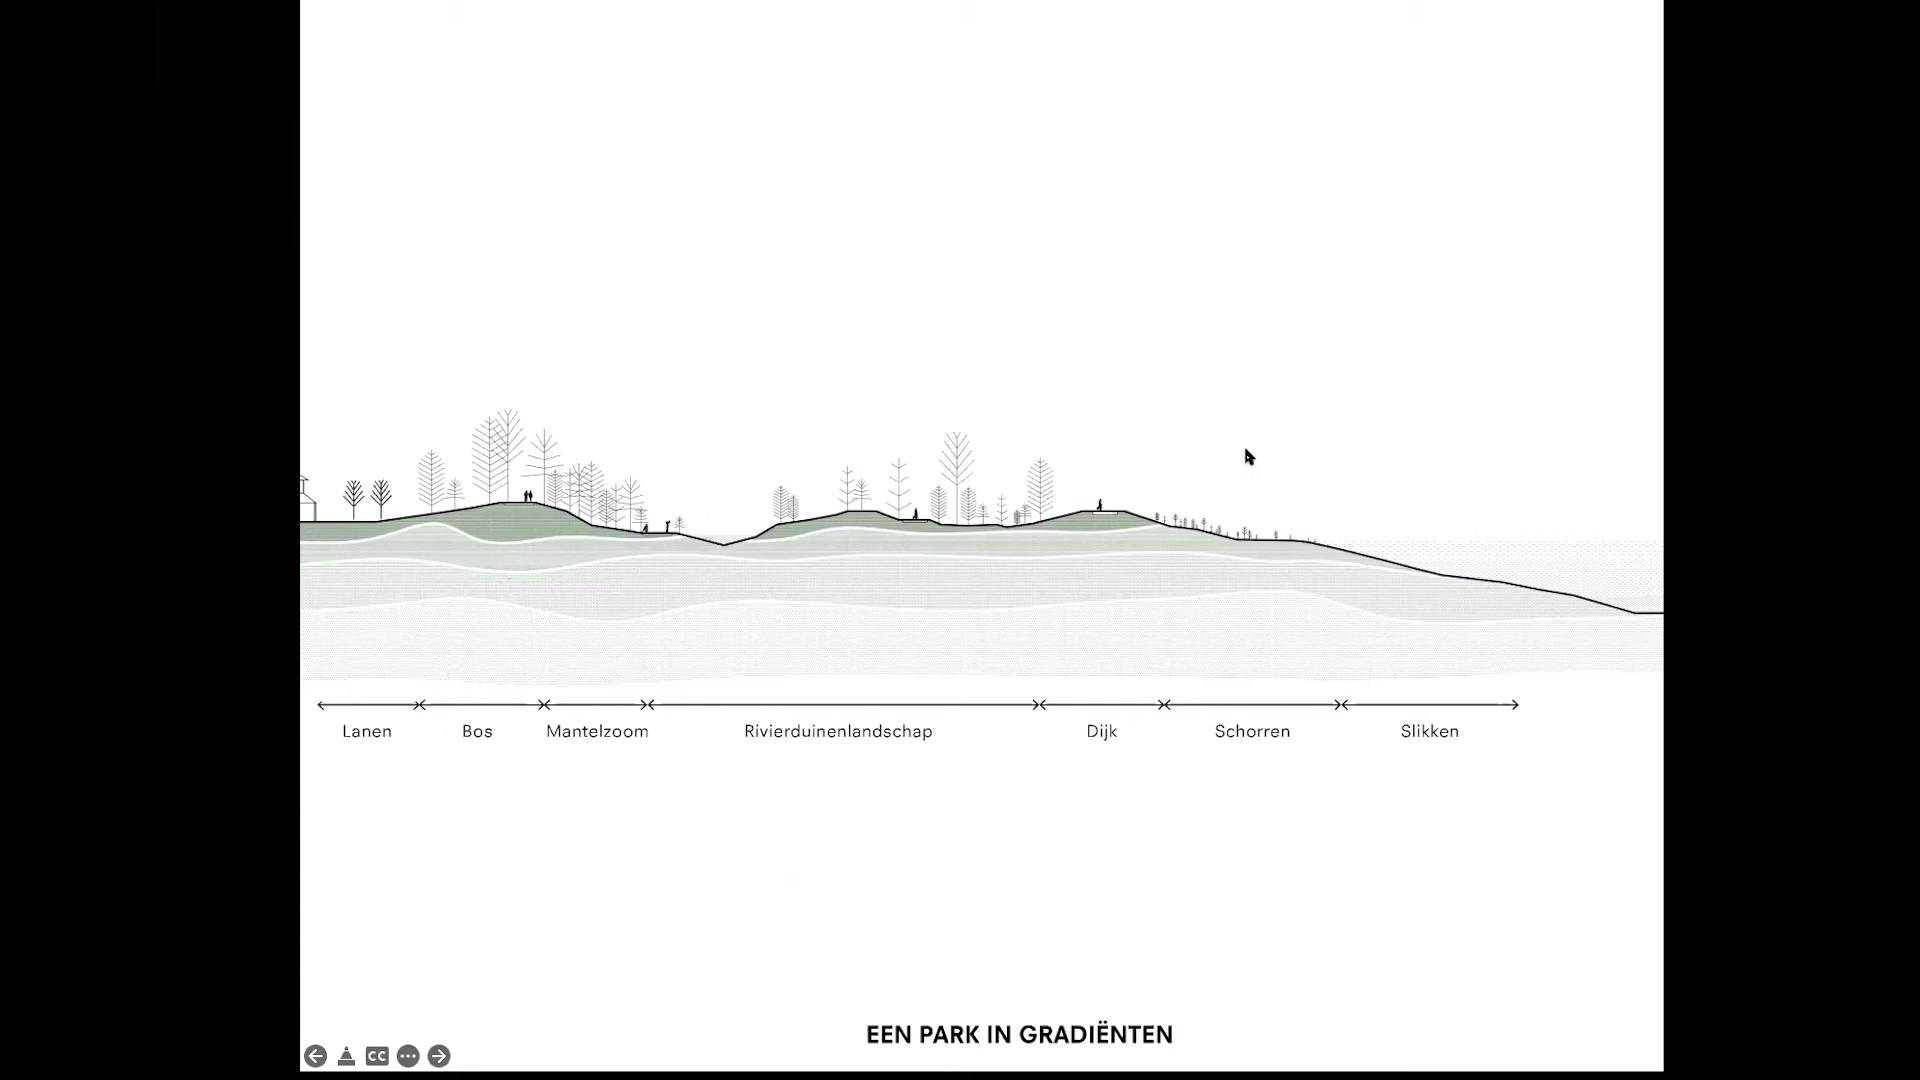 Lanen Bos Mantelzoom Rivierduinenlandschap Dijk Schorren Slikken
EEN PARK IN GRADIËNTEN
CC